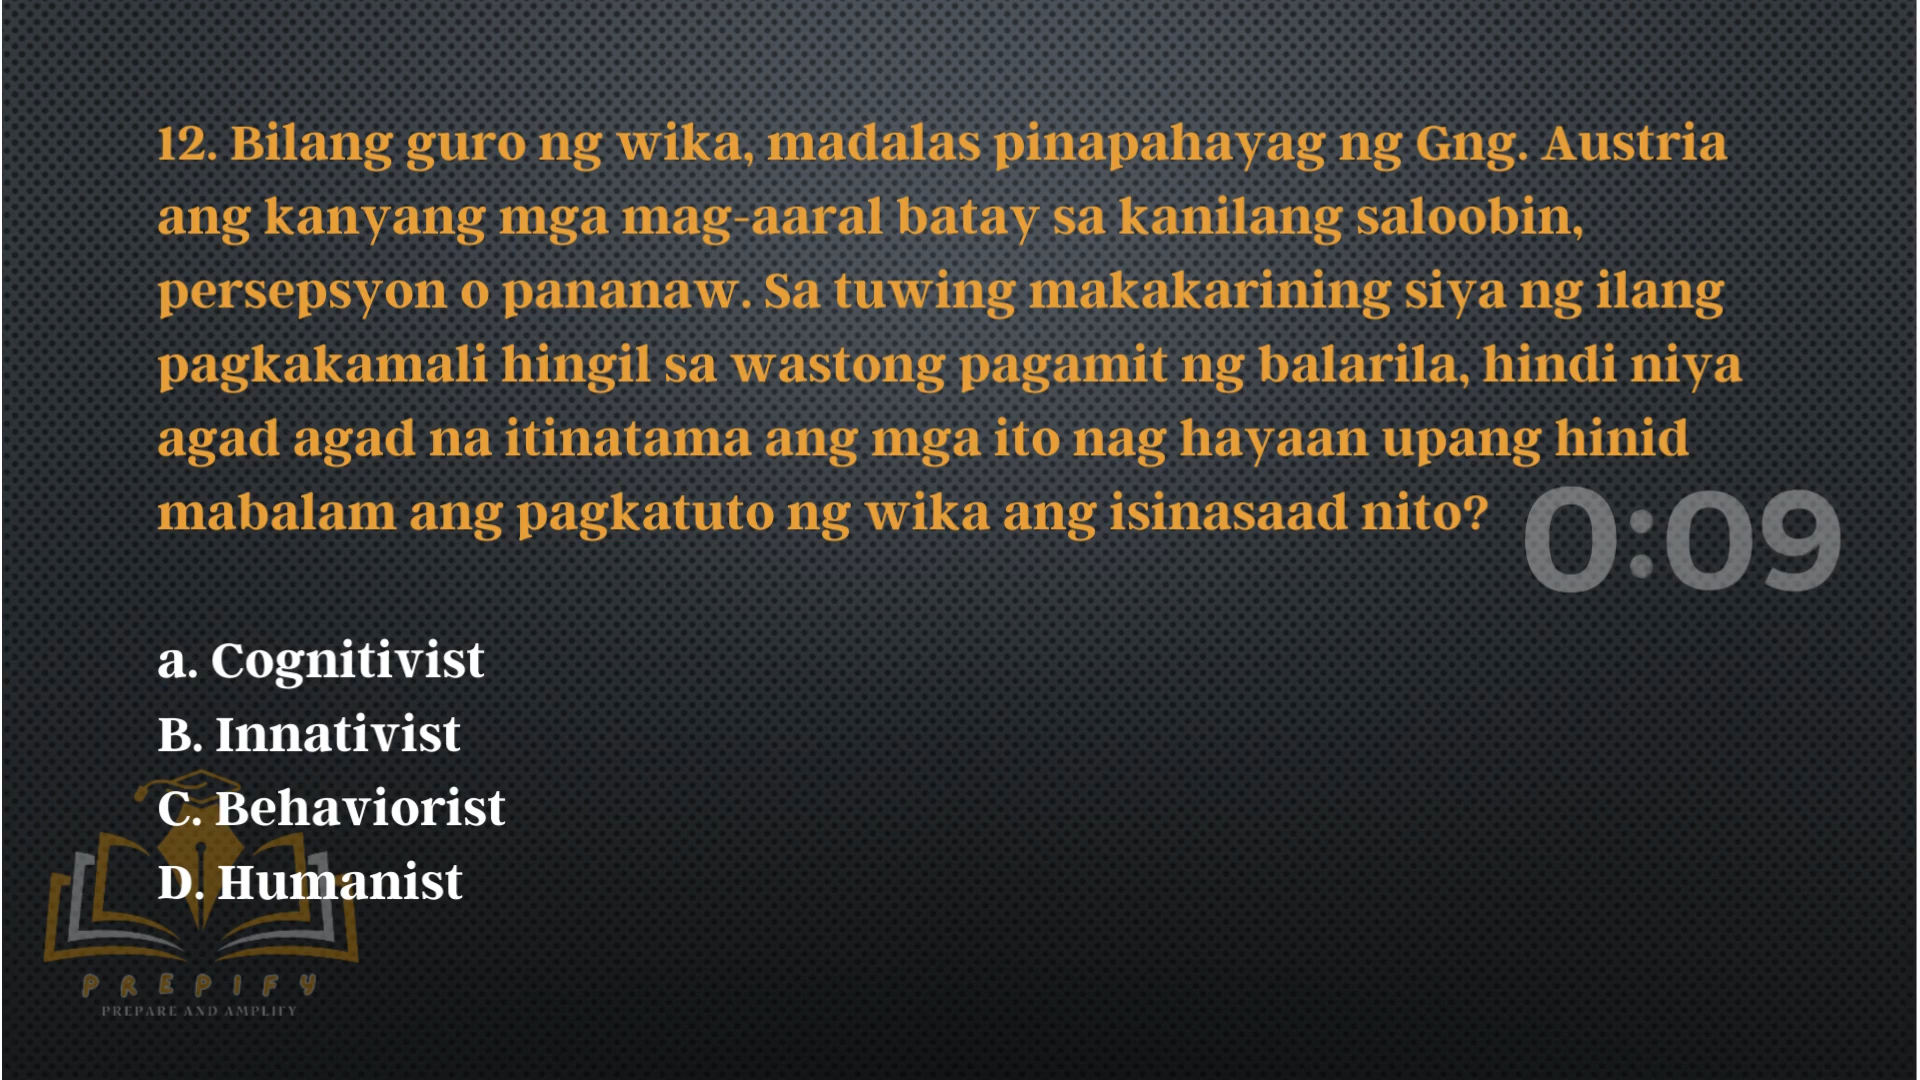 12. Bilang guro ng wika, madalas pinapahayag ng Gng. Austria
ang kanyang mga mag-aaral batay sa kanilang saloobin,
persepsyon o pananaw. Sa tuwing makakarining siya ng ilang
pagkakamali hingil sa wastong pagamit ng balarila, hindi niya
agad agad na itinatama ang mga ito nag hayaan upang hinid
mabalam ang pagkatuto ng wika ang isinasaad nito?
0:09
a. Cognitivist
B. Innativist
C. Behaviorist
D. Humanist
PREPIFY
PREPARE AND AMPLIFY